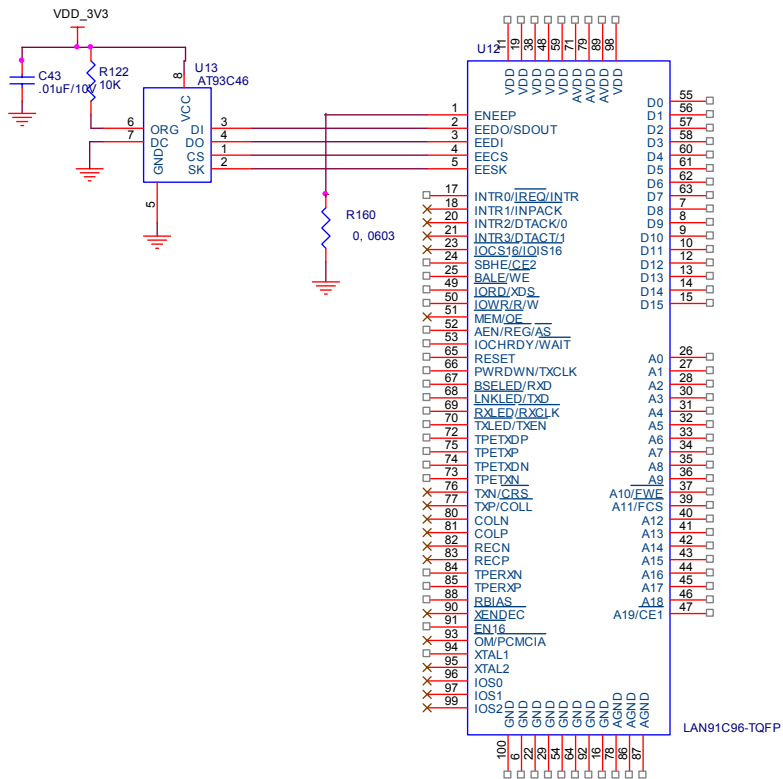 VDD_3V3
C43
.01uF/10V
R122
10K
U13
AT93C46
8
VCC
6 ORG DI 3
7 DC DO 4
GND CS 1
SK 2
5
R160
0, 0603
U12
11 19 38 48 59 71 79 89 98
VDD VDD VDD VDD VDD VDD AVDD AVDD VDD
1 ENEEP
2 EEDO/SDOUT
3 EEDI
4 EECS
5 EESK
17 INTR0/IREQ/INTR
18 INTR1/INPACK
20 INTR2/DTACK/0
21 INTR3/DTACT/1
23 IOCS16/IOIS16
24 SBHE/CE2
25 BALE/WE
49 IORD/XDS
50 IOWR/R/W
51 MEM/OE
52 AEN/REG/AS
53 IOCHRDY/WAIT
65 RESET
66 PWRDWN/TXCLK
67 BSELED/RXD
68 LNKLED/TXD
69 RXLED/RXCLK
70 TXLED/TXEN
72 TPETXDP
75 TPETXP
74 TPETXDN
73 TPETXN
76 TXN/CRS
77 TXP/COLL
80 COLN
81 COLP
82 RECN
83 RECP
84 TPERXN
85 TPERXP
88 RBIAS
90 XENDEC
91 EN16
93 OM/PCMCIA
94 XTAL1
95 XTAL2
96 IOS0
97 IOS1
99 IOS2
D0 55
D1 56
D2 57
D3 58
D4 60
D5 61
D6 62
D7 63
D8 7
D9 8
D10 9
D11 10
D12 12
D13 13
D14 14
D15 15
A0 26
A1 27
A2 28
A3 30
A4 31
A5 32
A6 33
A7 34
A8 35
A9 36
A10/FWE 37
A11/FCS 39
A12 40
A13 41
A14 42
A15 43
A16 44
A17 45
A18 46
A19/CE1 47
GND GND GND GND GND GND GND GND AGND AGND AGND
100 6 22 29 54 64 92 16 78 86 87
LAN91C96-TQFP